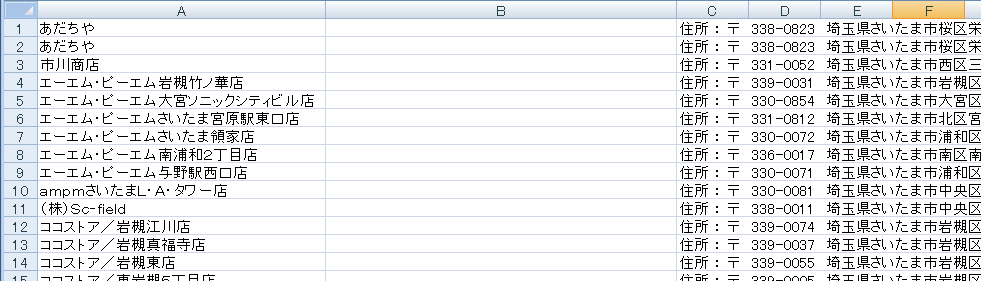 A B C D E F
1 あだちや 住所：〒 338-0823 埼玉県さいたま市桜区栄
2 あだちや 住所：〒 338-0823 埼玉県さいたま市桜区栄
3 市川商店 住所：〒 331-0052 埼玉県さいたま市西区三
4 エーエム・ピーエム岩槻竹ノ華店 住所：〒 339-0031 埼玉県さいたま市岩槻区
5 エーエム・ピーエム大宮ソニックシティビル店 住所：〒 330-0854 埼玉県さいたま市大宮区
6 エーエム・ピーエムさいたま宮原駅東口店 住所：〒 331-0812 埼玉県さいたま市北区宮
7 エーエム・ピーエムさいたま領家店 住所：〒 330-0072 埼玉県さいたま市浦和区
8 エーエム・ピーエム南浦和2丁目店 住所：〒 336-0017 埼玉県さいたま市南区南
9 エーエム・ピーエム与野駅西口店 住所：〒 330-0071 埼玉県さいたま市浦和区
10 ampmさいたまL・A・タワー店 住所：〒 330-0081 埼玉県さいたま市中央区
11 （株）Sc-field 住所：〒 338-0011 埼玉県さいたま市中央区
12 ココストア／岩槻江川店 住所：〒 339-0074 埼玉県さいたま市岩槻区
13 ココストア／岩槻真福寺店 住所：〒 339-0037 埼玉県さいたま市岩槻区
14 ココストア／岩槻東店 住所：〒 339-0055 埼玉県さいたま市岩槻区
15 ココストア／東岩槻6丁目店 住所：〒 339-0005 埼玉県さいたま市岩槻区